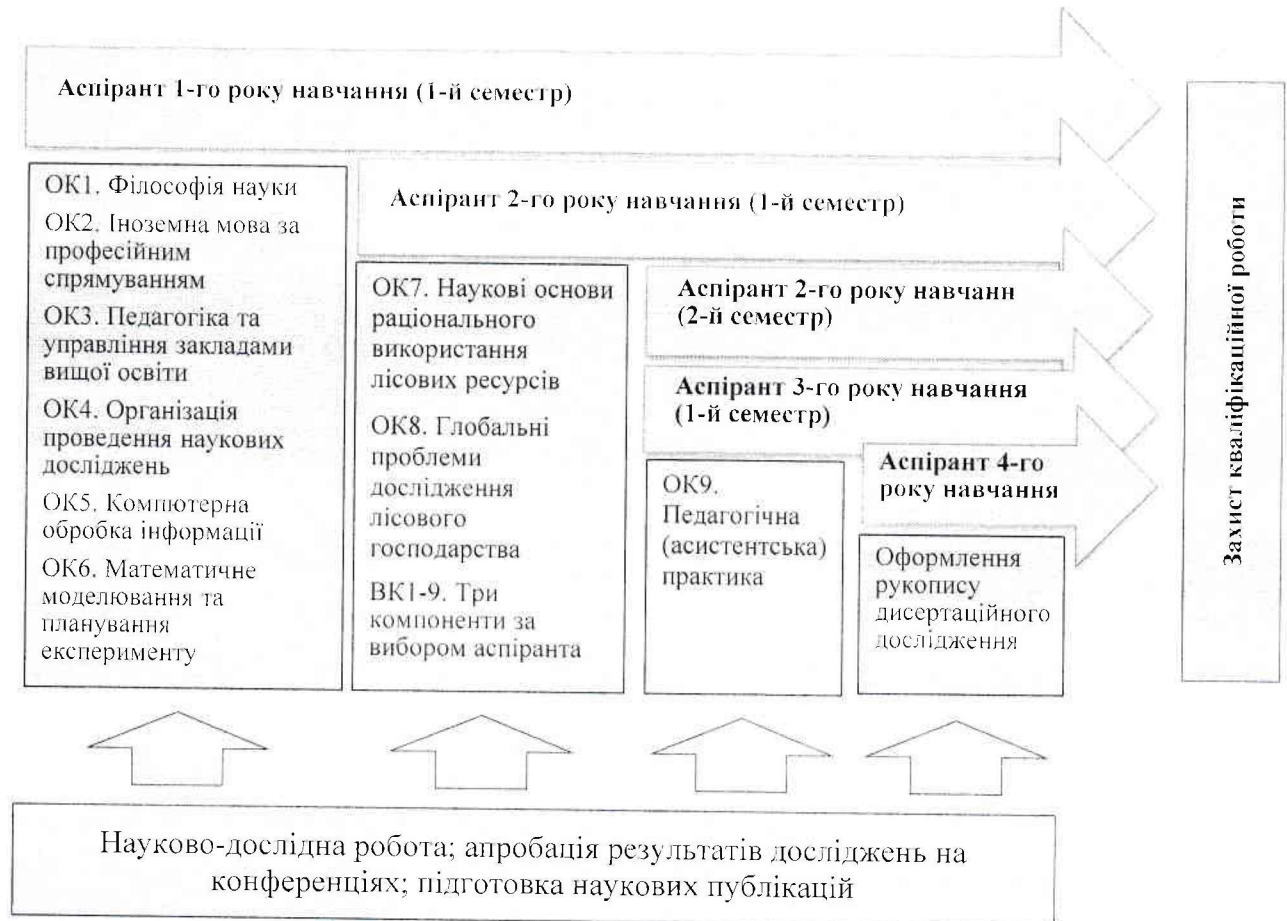 Аспірант 1-го року навчання (1-й семестр)
ОК1. Філософія науки
ОК2. Іноземна мова за
професійним
спрямуванням
ОК3. Педагогіка та
управління закладами
вищої освіти
ОК4. Організація
проведення наукових
досліджень
ОК5. Компютерна
обробка інформації
ОК6. Математичне
моделювання та
планування
експерименту
Аспірант 2-го року навчання (1-й семестр)
ОК7. Наукові основи
раціонального
використання
лісових ресурсів
ОК8. Глобальні
проблеми
дослідження
лісового
господарства
ВК1-9. Три
компоненти за
вибором аспіранта
Аспірант 2-го року навчанн
(2-й семестр)
Аспірант 3-го року навчання
(1-й семестр)
ОК9.
Педагогічна
(асистентська)
практика
Аспірант 4-го
року навчання
Оформлення
рукопису
дисертаційного
дослідження
Захист кваліфікаційної роботи
Науково-дослідна робота; апробація результатів досліджень на
конференціях; підготовка наукових публікацій